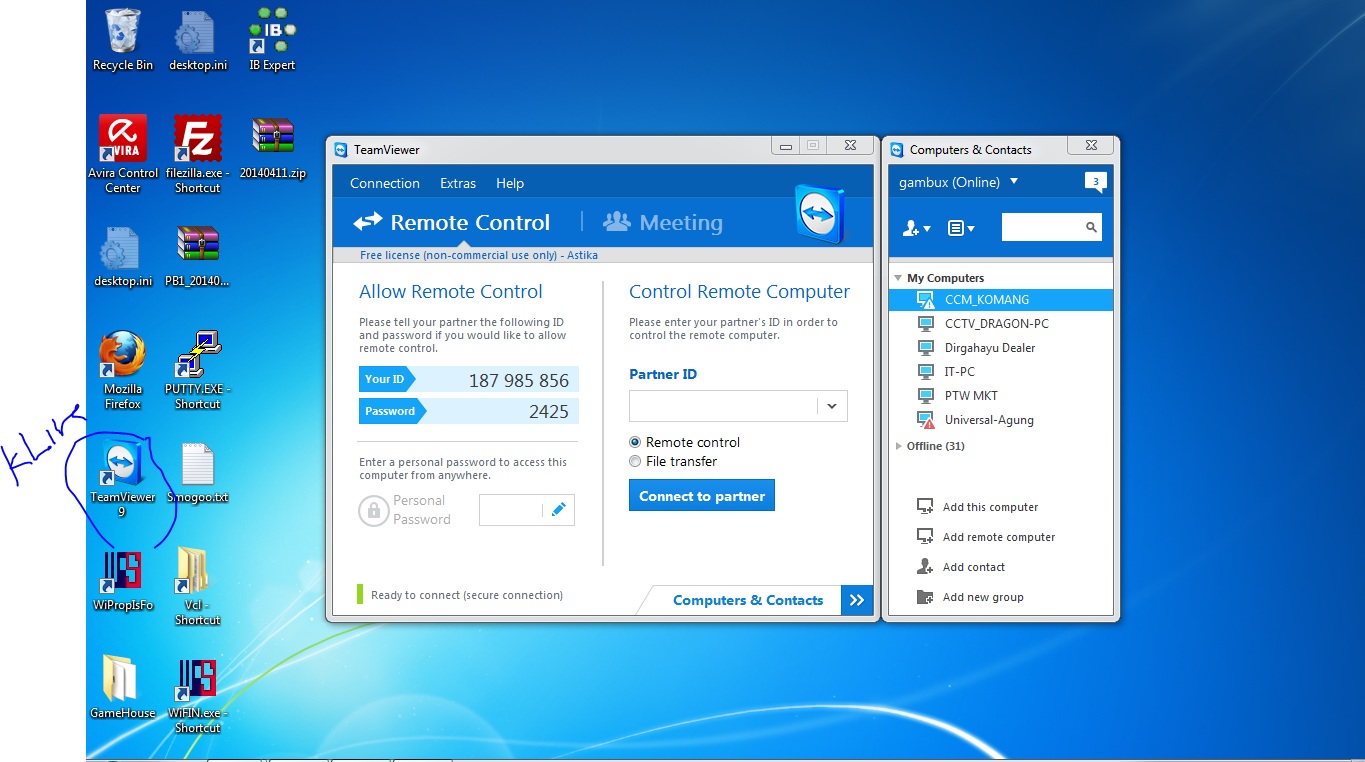 Recycle Bin
desktop.ini
IB
IB Expert
AVIRA
Avira Control
Center
FZ
filezilla.exe -
Shortcut
20140411.zip
desktop.ini
PB1_20140...
Mozilla
Firefox
PUTTY.EXE -
Shortcut
TeamViewer
9
Smogoo.txt
WiPropIsFo
Vcl -
Shortcut
GameHouse
WiFIN.exe -
Shortcut
TeamViewer
Connection Extras Help
Remote Control
Meeting
Free license (non-commercial use only) - Astika
Allow Remote Control
Please tell your partner the following ID
and password if you would like to allow
remote control.
Your ID 187 985 856
Password 2425
Enter a personal password to access this
computer from anywhere.
Personal
Password
Control Remote Computer
Please enter your partner's ID in order to
control the remote computer.
Partner ID
Remote control
File transfer
Connect to partner
Ready to connect (secure connection)
Computers & Contacts
Computers & Contacts
gambux (Online)
3
My Computers
CCM_KOMANG
CCTV_DRAGON-PC
Dirgahayu Dealer
IT-PC
PTW MKT
Universal-Agung
Offline (31)
Add this computer
Add remote computer
Add contact
Add new group